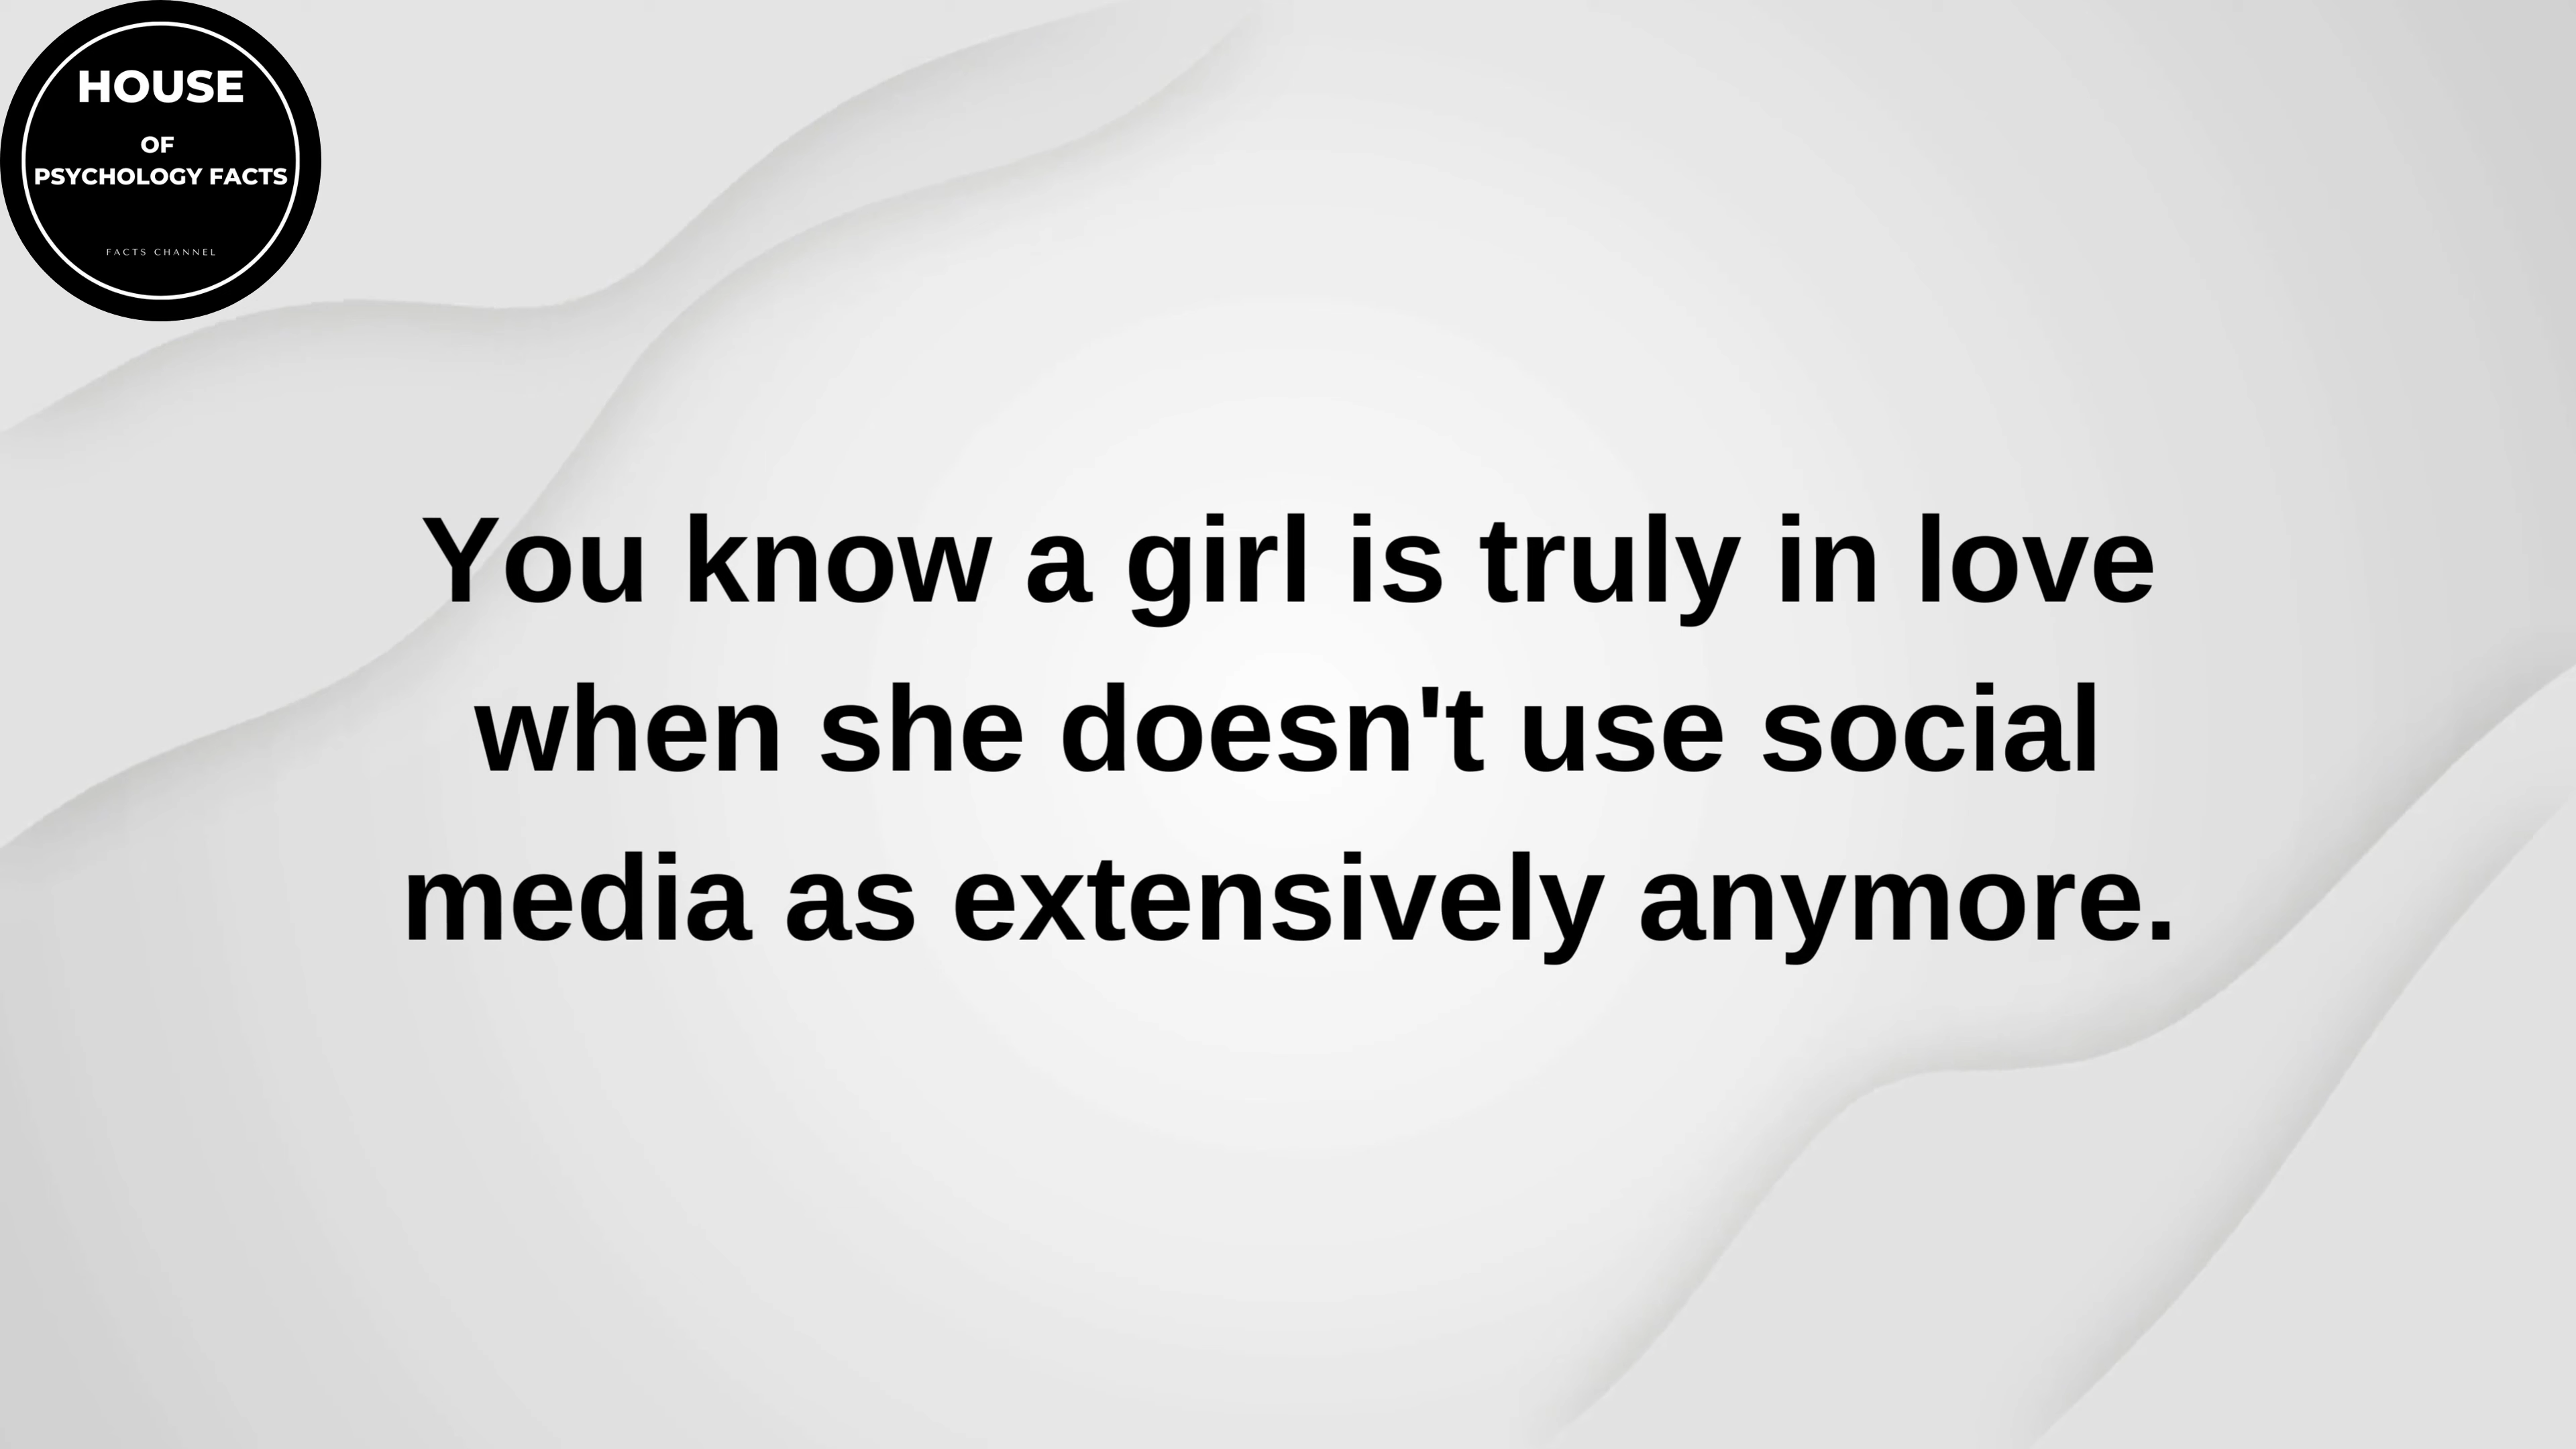 HOUSE
OF
PSYCHOLOGY FACTS
FACTS CHANNEL
You know a girl is truly in love
when she doesn't use social
media as extensively anymore.